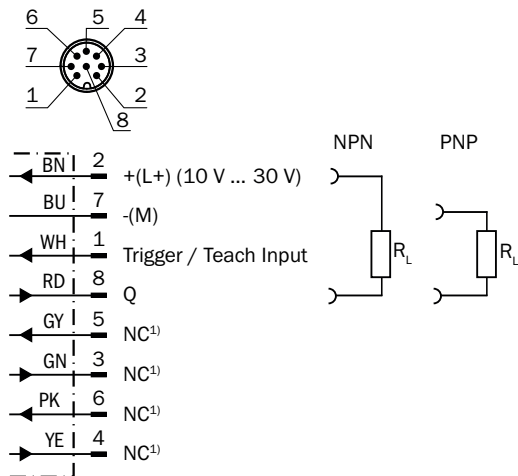 6 5 4
7 3
1 2
8
NPN PNP
BN 2 +(L+) (10 V ... 30 V)
BU 7 -(M)
WH 1 Trigger / Teach Input
RD 8 Q
GY 5 NC¹⁾
GN 3 NC¹⁾
PK 6 NC¹⁾
YE 4 NC¹⁾
R_L R_L